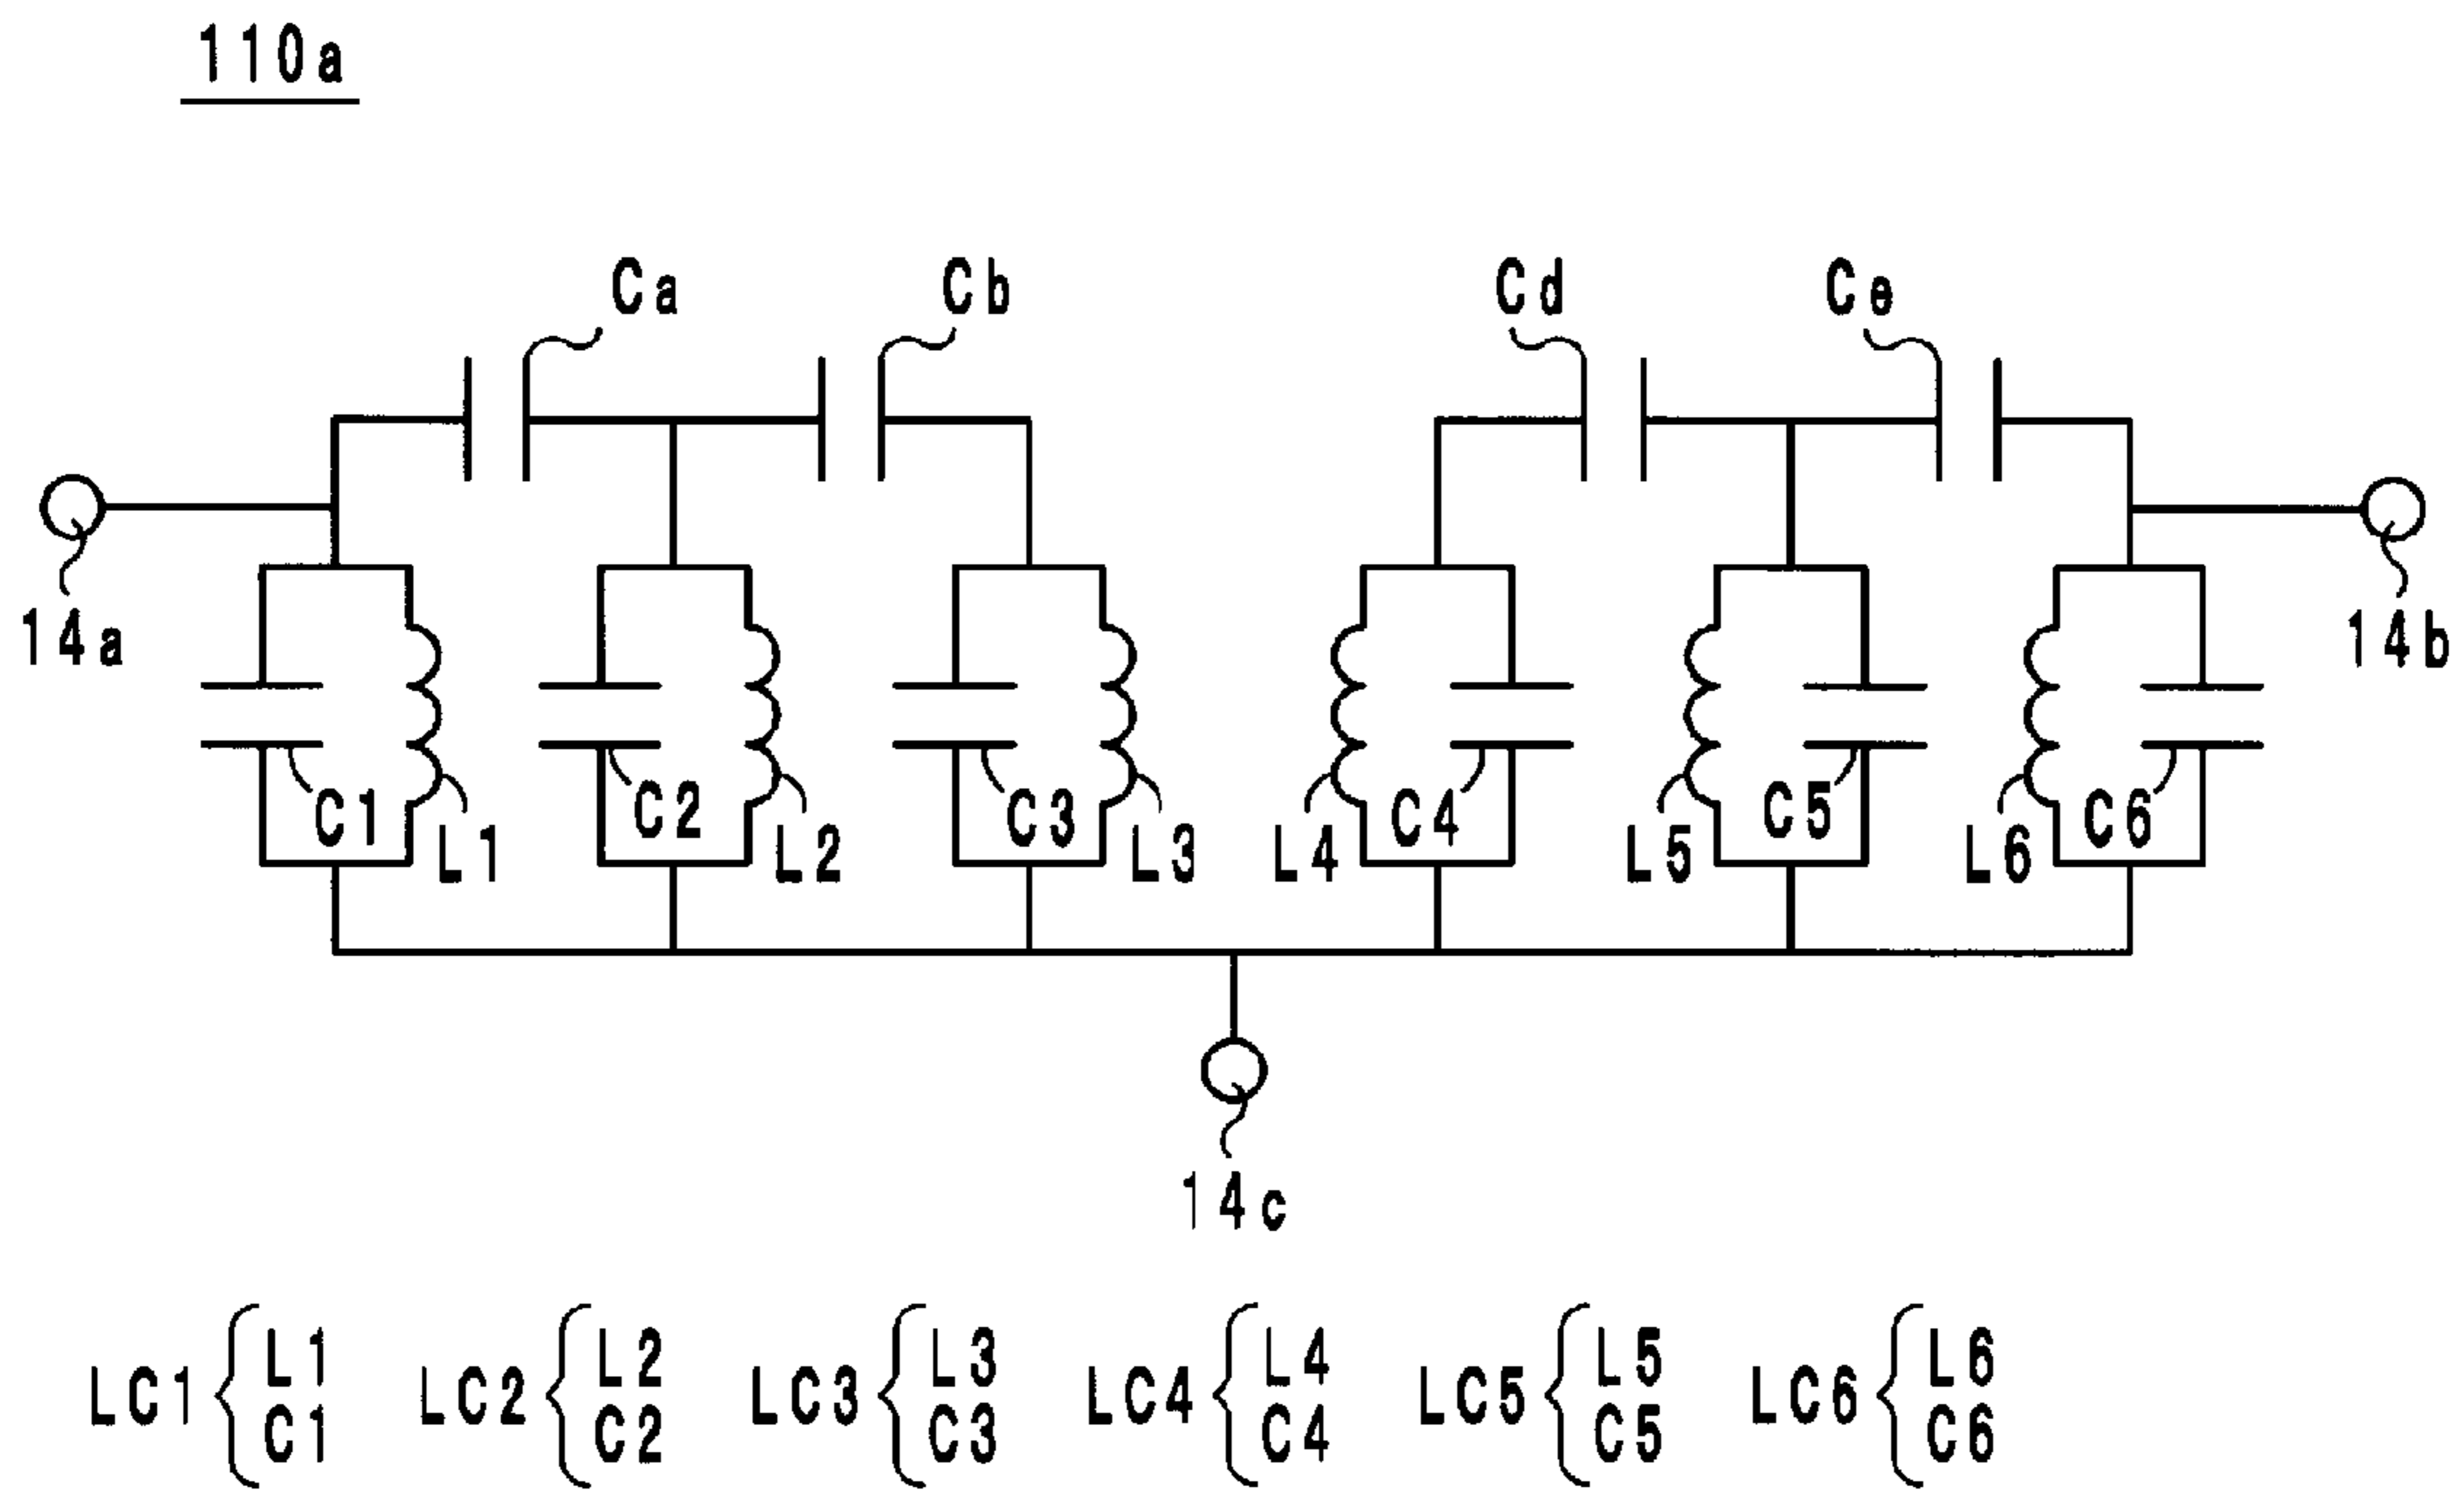 110a
Ca Cb Cd Ce
14a 14b
C1 C2 C3 C4 C5 C6
L1 L2 L3 L4 L5 L6
14c
L1 L2 L3 L4 L5 L6
LC1 LC2 LC3 LC4 LC5 LC6
C1 C2 C3 C4 C5 C6